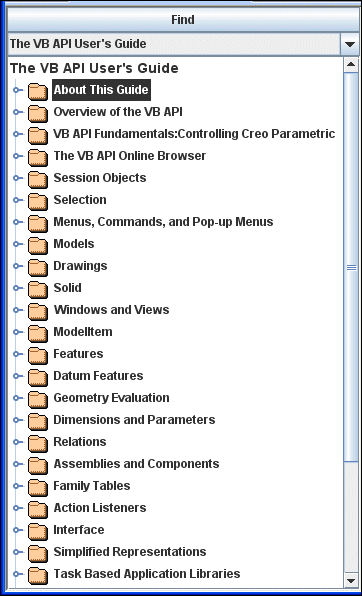 Find
The VB API User's Guide
The VB API User's Guide
About This Guide
Overview of the VB API
VB API Fundamentals:Controlling Creo Parametric
The VB API Online Browser
Session Objects
Selection
Menus, Commands, and Pop-up Menus
Models
Drawings
Solid
Windows and Views
ModelItem
Features
Datum Features
Geometry Evaluation
Dimensions and Parameters
Relations
Assemblies and Components
Family Tables
Action Listeners
Interface
Simplified Representations
Task Based Application Libraries